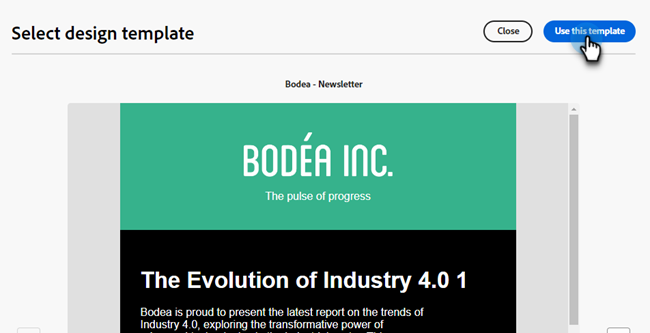 Select design template
Close
Use this template
Bodea - Newsletter
BODÉA INC.
The pulse of progress
The Evolution of Industry 4.0 1
Bodea is proud to present the latest report on the trends of
Industry 4.0, exploring the transformative power of